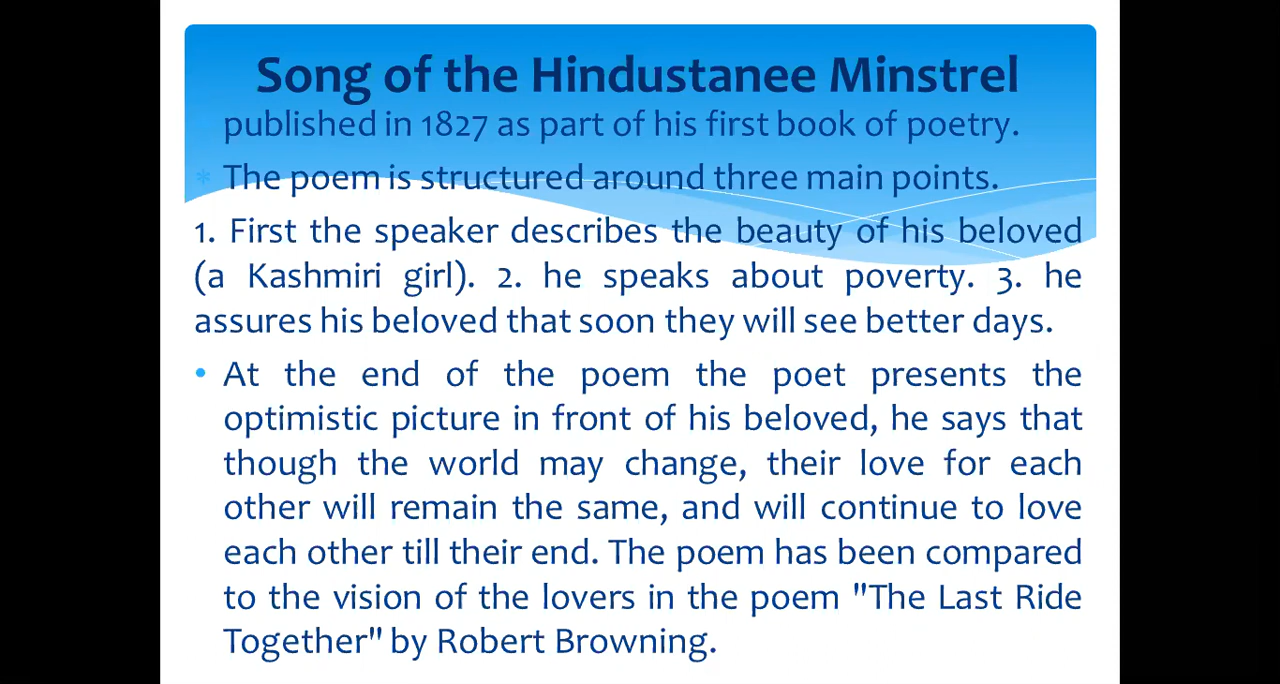 Song of the Hindustanee Minstrel
published in 1827 as part of his first book of poetry.
* The poem is structured around three main points.
1. First the speaker describes the beauty of his beloved
(a Kashmiri girl). 2. he speaks about poverty. 3. he
assures his beloved that soon they will see better days.
• At the end of the poem the poet presents the
optimistic picture in front of his beloved, he says that
though the world may change, their love for each
other will remain the same, and will continue to love
each other till their end. The poem has been compared
to the vision of the lovers in the poem "The Last Ride
Together" by Robert Browning.